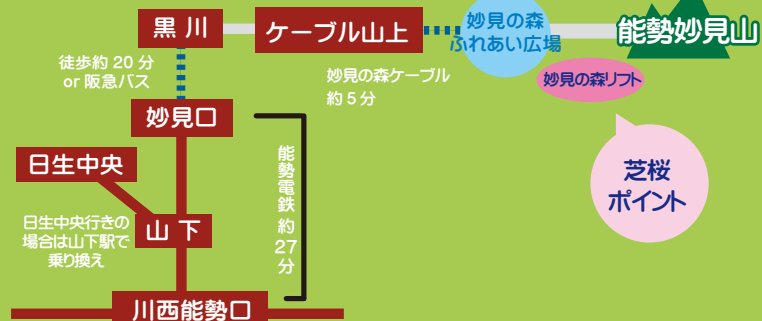 黒川
ケーブル山上
妙見の森
ふれあい広場
能勢妙見山
徒歩約 20 分
or 阪急バス
妙見の森ケーブル
約 5 分
妙見の森リフト
妙見口
芝桜
ポイント
日生中央
能勢電鉄 約27分
日生中央行きの
場合は山下駅で
乗り換え
山下
川西能勢口